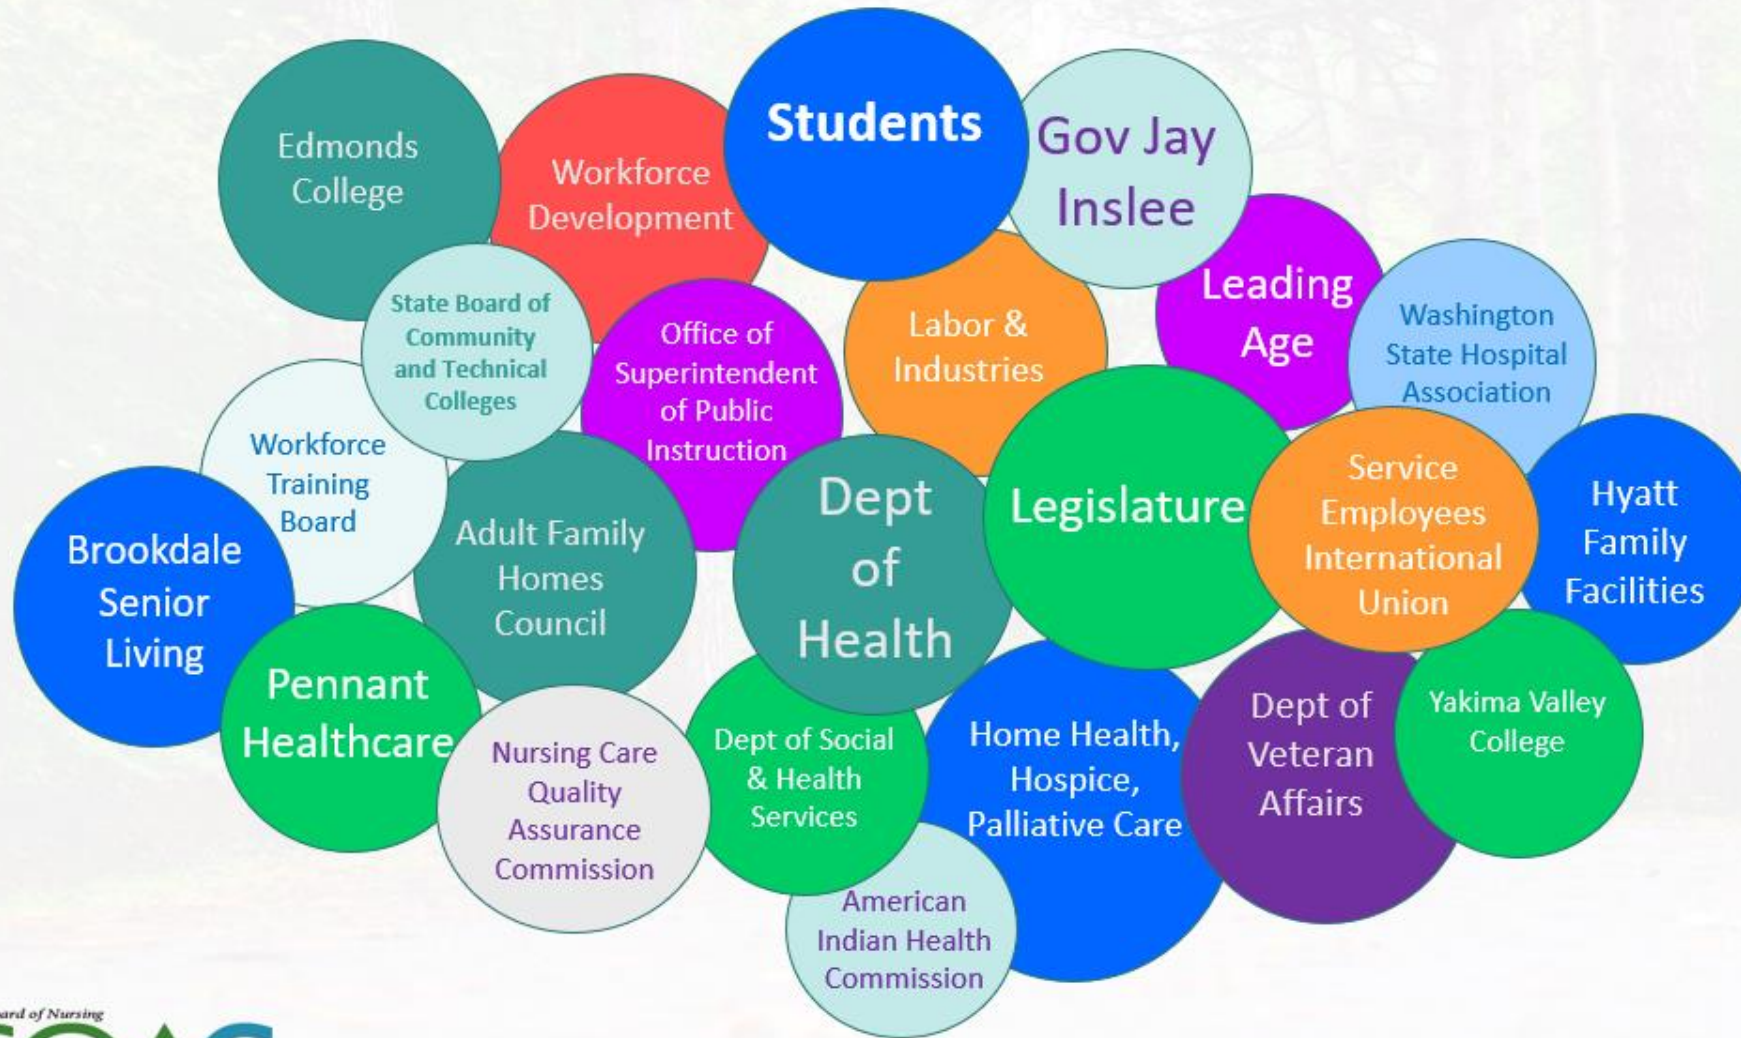 Edmonds
College
Workforce
Development
Students
Gov Jay
Inslee
State Board of
Community
and Technical
Colleges
Office of
Superintendent
of Public
Instruction
Labor &
Industries
Leading
Age
Washington
State Hospital
Association
Workforce
Training
Board
Brookdale
Senior
Living
Adult Family
Homes
Council
Dept
of
Health
Legislature
Service
Employees
International
Union
Hyatt
Family
Facilities
Pennant
Healthcare
Nursing Care
Quality
Assurance
Commission
Dept of Social
& Health
Services
Home Health,
Hospice,
Palliative Care
Dept of
Veteran
Affairs
Yakima Valley
College
American
Indian Health
Commission
of Nursing